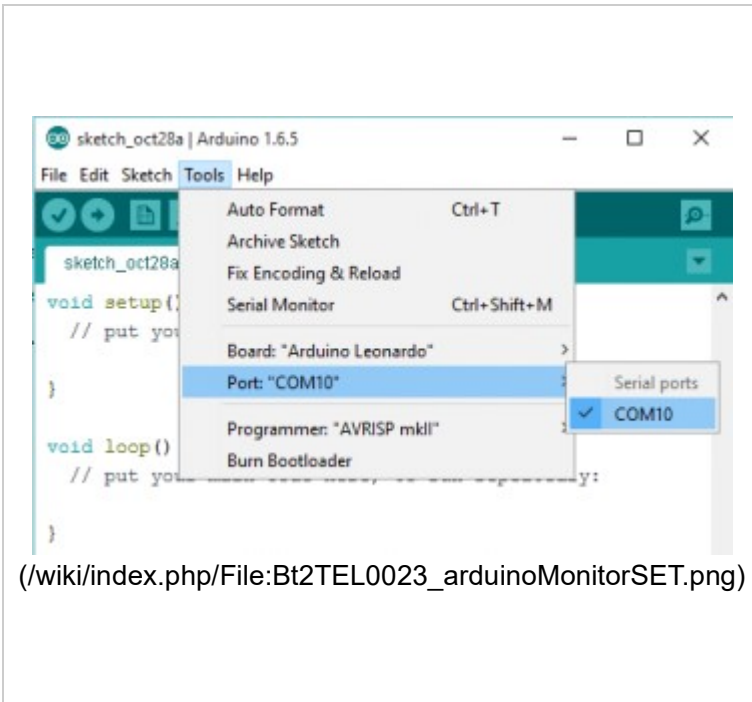 sketch_oct28a | Arduino 1.6.5
File Edit Sketch Tools Help
Auto Format Ctrl+T
Archive Sketch
sketch_oct28a
Fix Encoding & Reload
void setup()
Serial Monitor Ctrl+Shift+M
// put you
Board: "Arduino Leonardo"
}
Port: "COM10"
Serial ports
COM10
Programmer: "AVRISP mkII"
void loop()
Burn Bootloader
// put
}
(/wiki/index.php/File:Bt2TEL0023_arduinoMonitorSET.png)